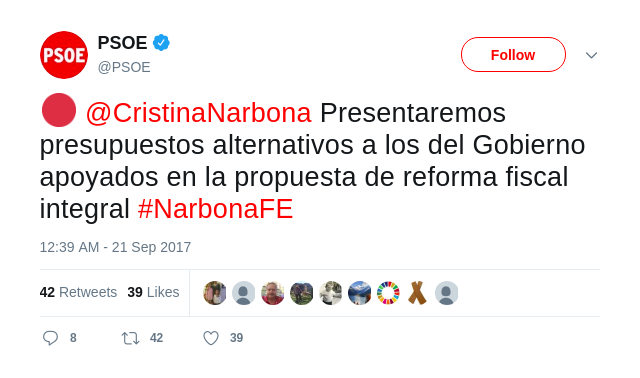 PSOE
PSOE
@PSOE
Follow
@CristinaNarbona Presentaremos
presupuestos alternativos a los del Gobierno
apoyados en la propuesta de reforma fiscal
integral #NarbonaFE
12:39 AM - 21 Sep 2017
42 Retweets 39 Likes
8 42 39